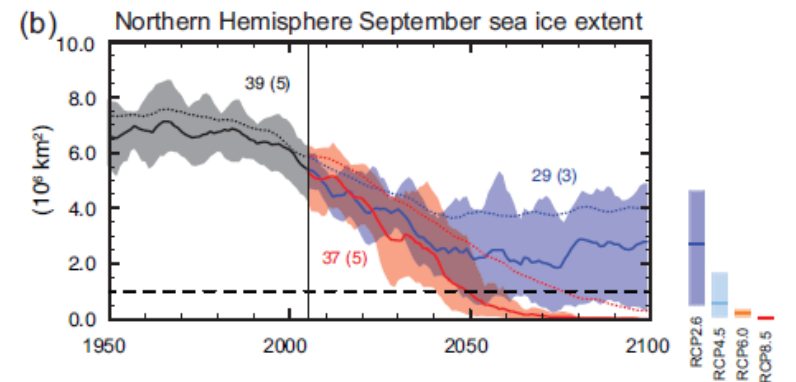 (b) Northern Hemisphere September sea ice extent
10.0
8.0
6.0
4.0
2.0
0.0
(10⁶ km²)
39 (5)
29 (3)
37 (5)
1950 2000 2050 2100
RCP2.6
RCP4.5
RCP6.0
RCP8.5